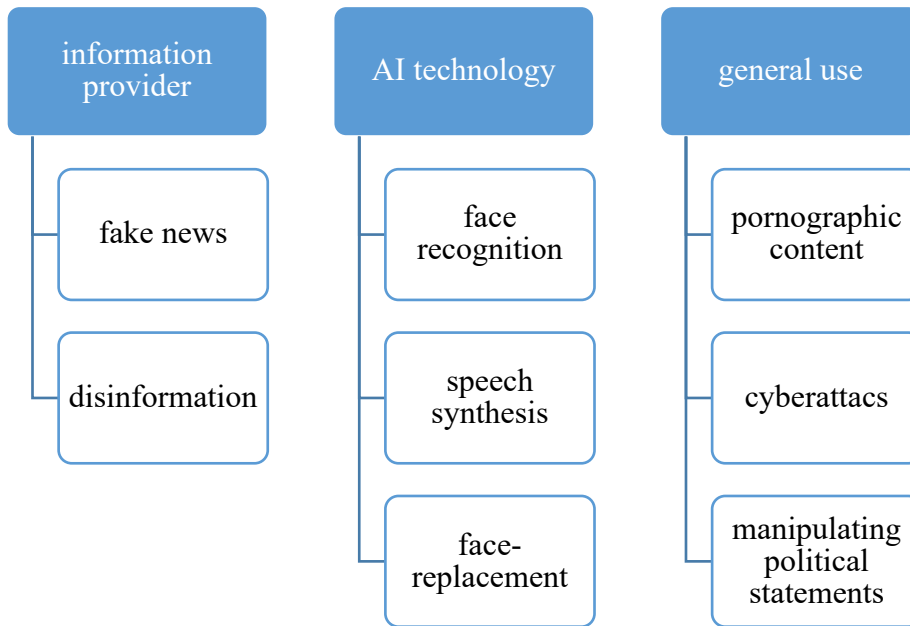 information
provider
fake news
disinformation
AI technology
face
recognition
speech
synthesis
face-
replacement
general use
pornographic
content
cyberattacs
manipulating
political
statements